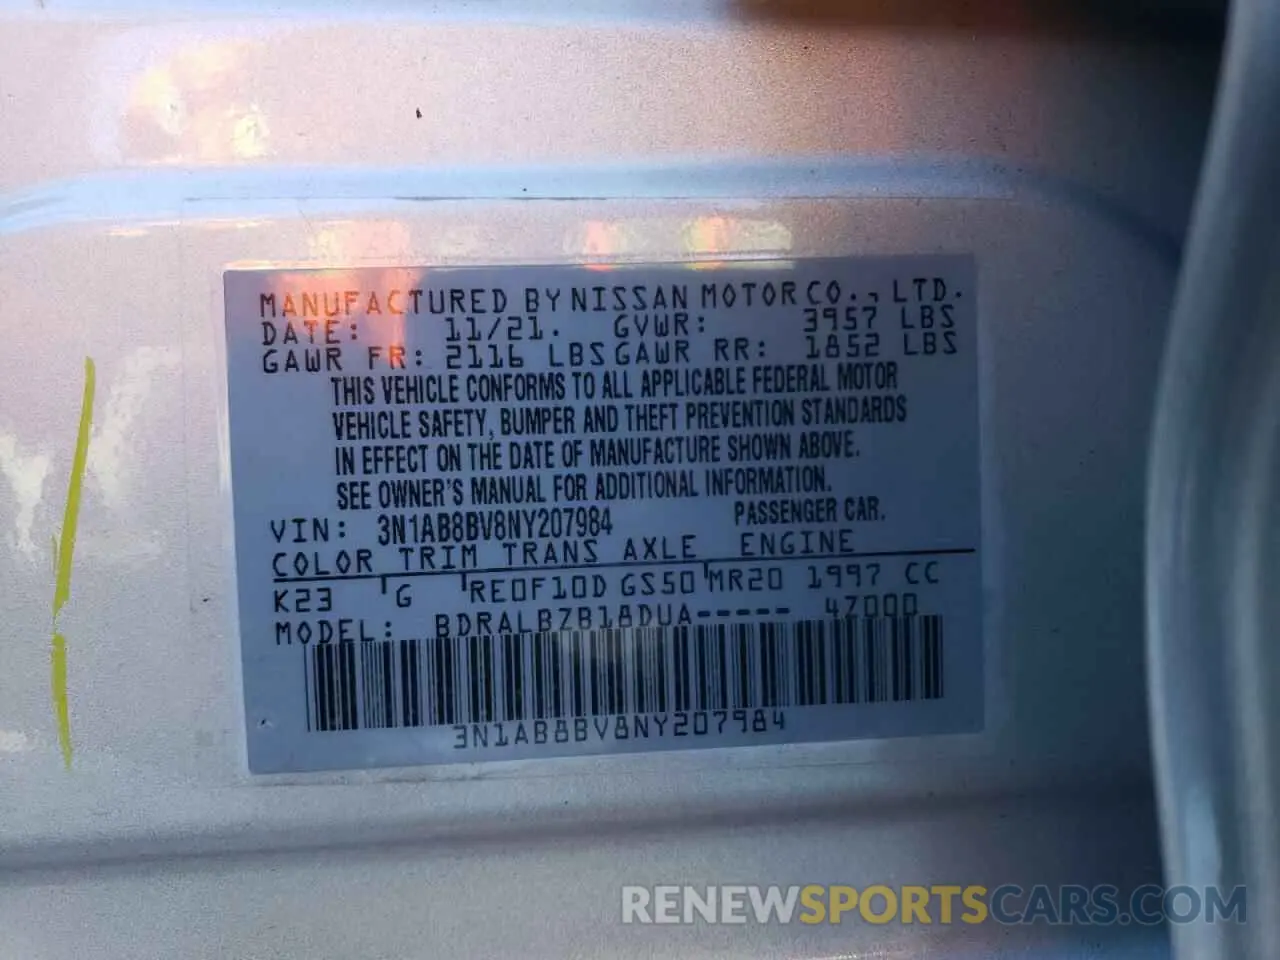 MANUFACTURED BY NISSAN MOTOR CO., LTD.
DATE: 11/21. GVWR: 3957 LBS
GAWR FR: 2116 LBS GAWR RR: 1852 LBS
THIS VEHICLE CONFORMS TO ALL APPLICABLE FEDERAL MOTOR
VEHICLE SAFETY, BUMPER AND THEFT PREVENTION STANDARDS
IN EFFECT ON THE DATE OF MANUFACTURE SHOWN ABOVE.
SEE OWNER'S MANUAL FOR ADDITIONAL INFORMATION.
VIN: 3N1AB8BV8NY207984 PASSENGER CAR.
COLOR TRIM TRANS AXLE ENGINE
K23 G RE0F10D GS50 MR20 1997 CC
MODEL: BDRALBZB18DUA----- 4Z000
3N1AB8BV8NY207984
RENEWSPORTSCARS.COM